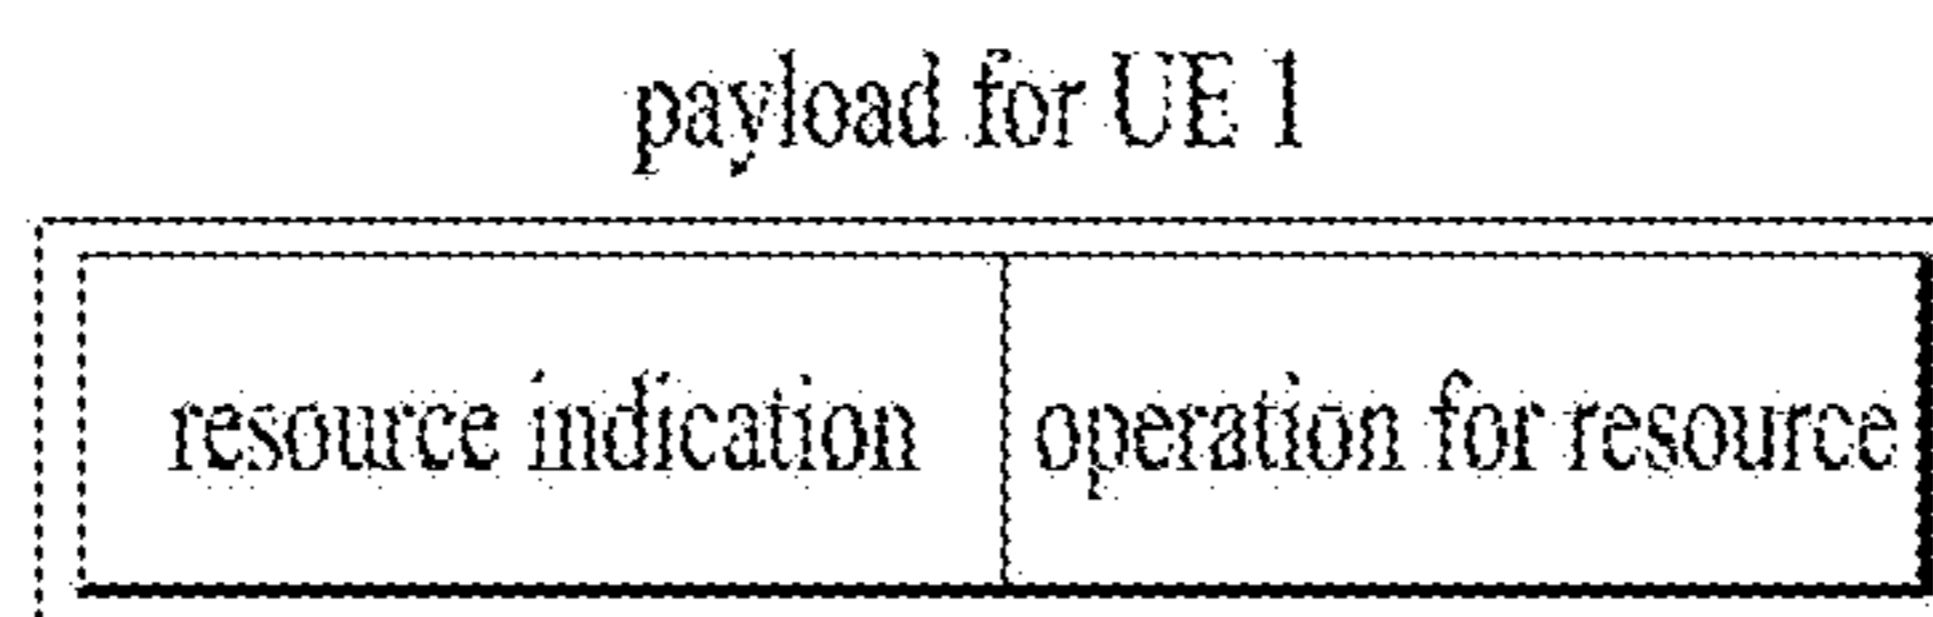 payload for UE 1
resource indication operation for resource